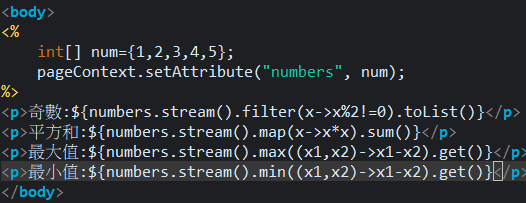 <body>
<%
int[] num={1,2,3,4,5};
pageContext.setAttribute("numbers", num);
%>
<p>奇數:${numbers.stream().filter(x->x%2!=0).toList()}</p>
<p>平方和:${numbers.stream().map(x->x*x).sum()}</p>
<p>最大值:${numbers.stream().max((x1,x2)->x1-x2).get()}</p>
<p>最小值:${numbers.stream().min((x1,x2)->x1-x2).get()}</p>
</body>